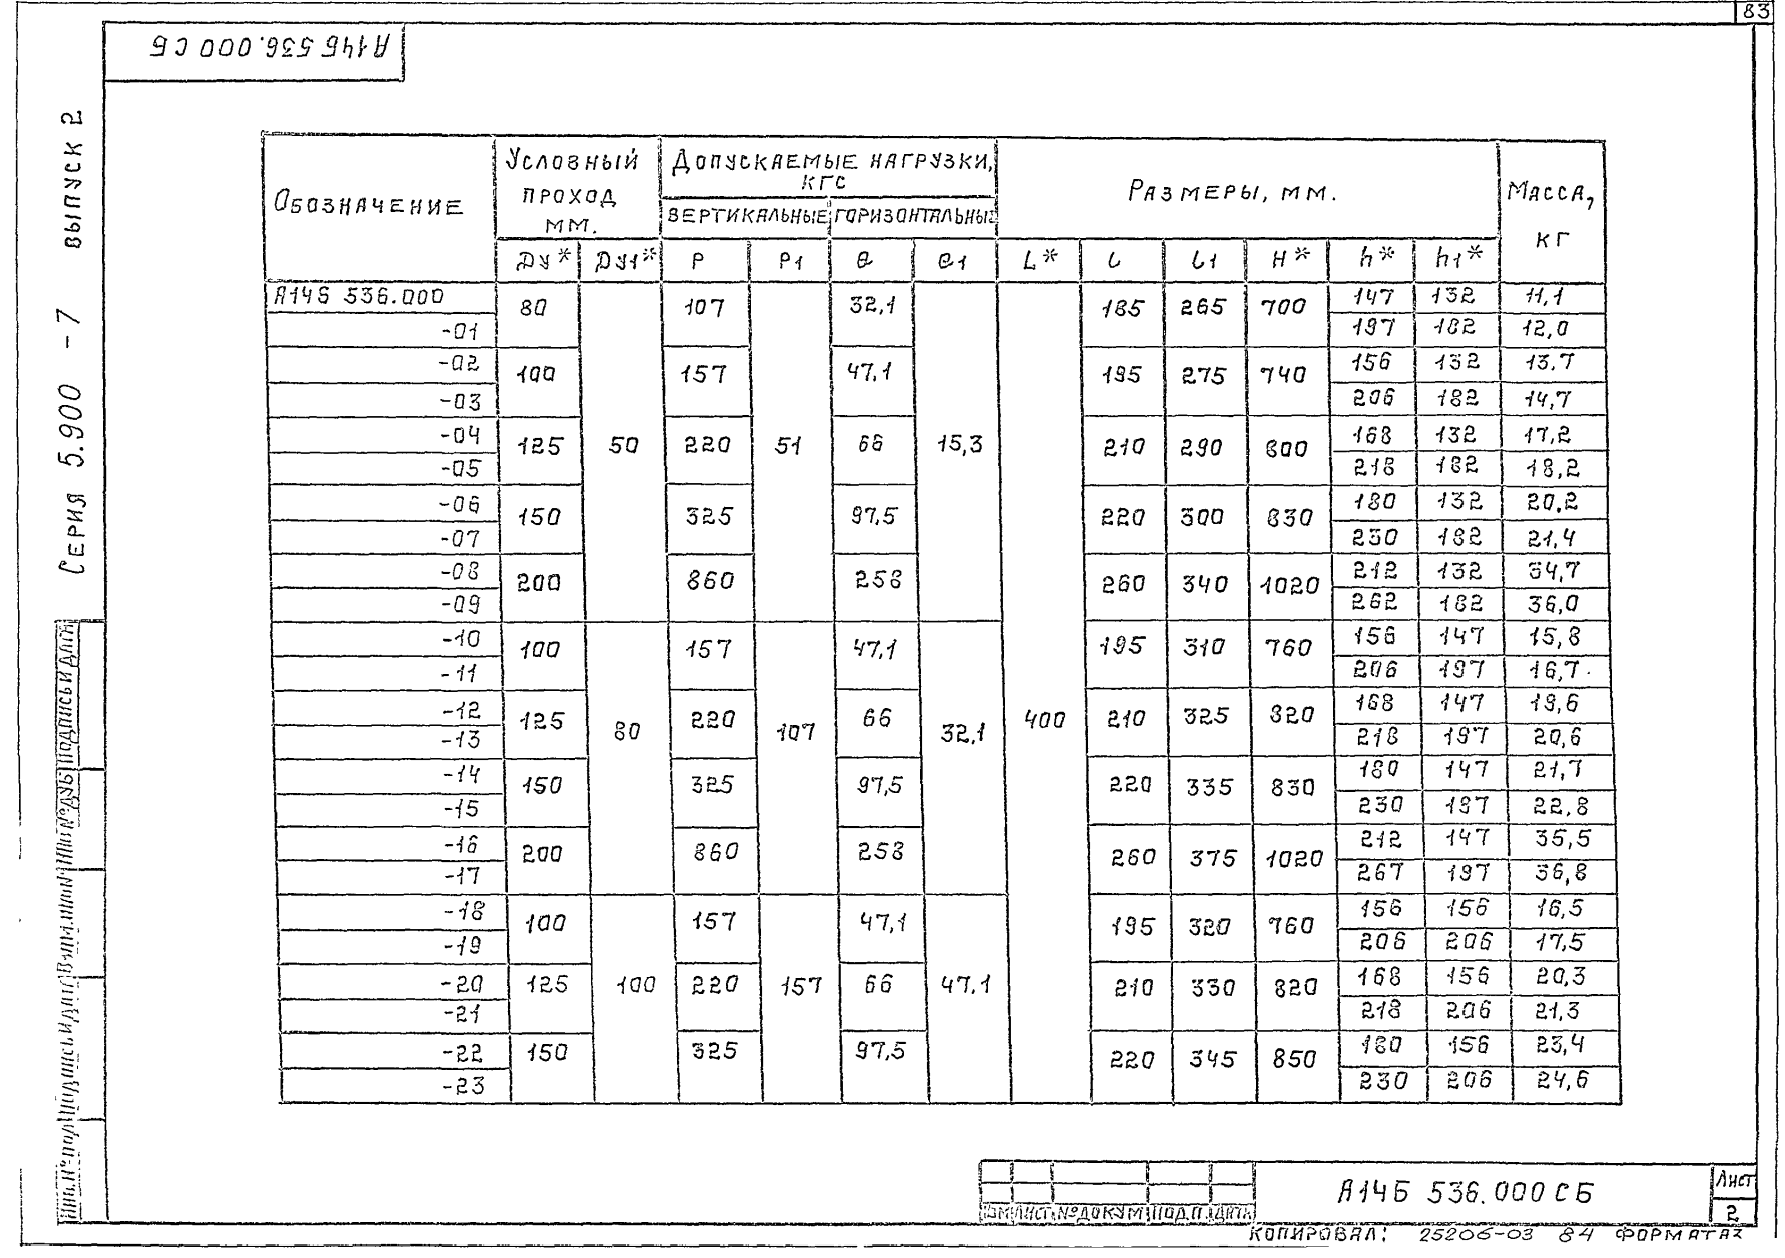 83
А14Б 536.000 СБ
Серия 5.900 -7 выпуск 2
Обозначение
Условный проход мм.
Допускаемые нагрузки, кгс
Размеры, мм.
Масса, кг
вертикальные горизонтальные
Ду* Ду1* P P1 Q Q1 L* l l1 H* h* h1*
А14Б 536.000 80 50 107 51 32,1 15,3 400 185 265 700 147 132 11,1
-01 197 182 12,0
-02 100 157 47,1 195 275 740 156 132 13,7
-03 206 182 14,7
-04 125 220 66 210 290 800 168 132 17,2
-05 218 182 18,2
-06 150 325 97,5 220 300 830 180 132 20,2
-07 230 182 21,4
-08 200 860 258 260 340 1020 212 132 34,7
-09 262 182 36,0
-10 100 80 157 107 47,1 32,1 195 310 760 156 147 15,8
-11 206 197 16,7
-12 125 220 66 210 325 820 168 147 19,6
-13 218 197 20,6
-14 150 325 97,5 220 335 830 180 147 21,7
-15 230 197 22,8
-16 200 860 258 260 375 1020 212 147 35,5
-17 267 197 36,8
-18 100 100 157 157 47,1 47,1 195 320 760 156 156 16,5
-19 206 206 17,5
-20 125 220 66 210 330 820 168 156 20,3
-21 218 206 21,3
-22 150 325 97,5 220 345 850 180 156 23,4
-23 230 206 24,6
Инв.№ подл Подпись и дата Взам.инв№ Инв№дубл Подпись и дата
Изм Лист №докум Подп. Дата
А14Б 536.000 СБ
Лист
2
Копировал: 25206-03 84 Формат А3